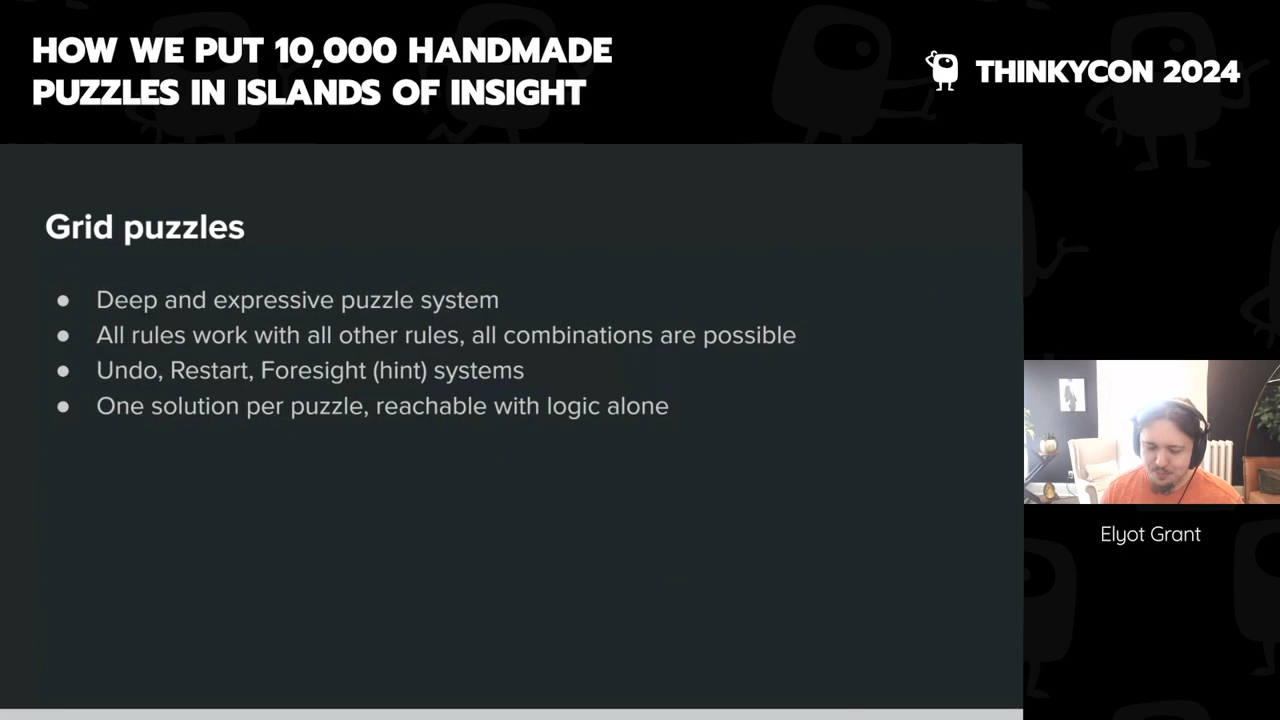 HOW WE PUT 10,000 HANDMADE
PUZZLES IN ISLANDS OF INSIGHT
THINKYCON 2024
Grid puzzles
● Deep and expressive puzzle system
● All rules work with all other rules, all combinations are possible
● Undo, Restart, Foresight (hint) systems
● One solution per puzzle, reachable with logic alone
Elyot Grant